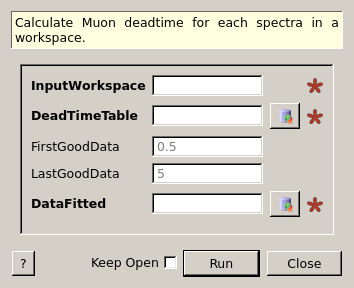 Calculate Muon deadtime for each spectra in a
workspace.
InputWorkspace
DeadTimeTable
FirstGoodData 0.5
LastGoodData 5
DataFitted
? Keep Open Run Close